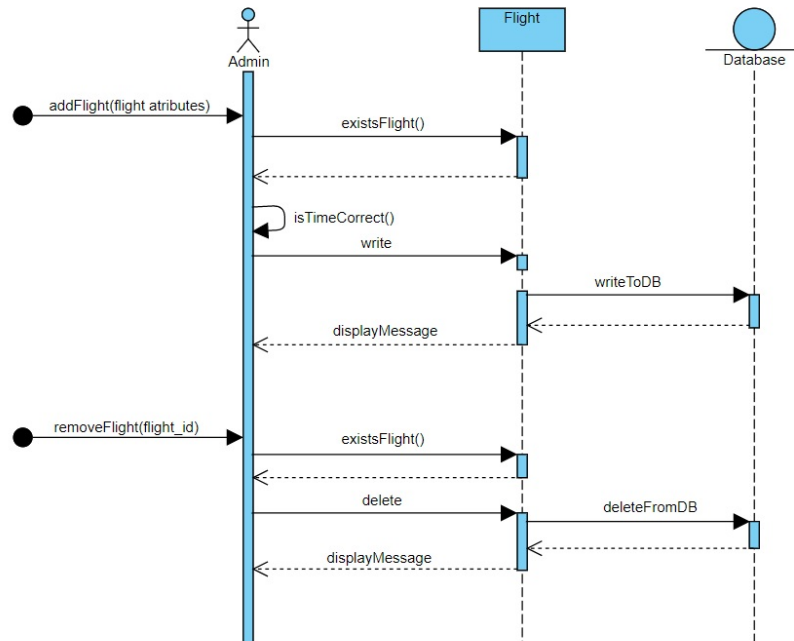 Flight
Admin
Database
addFlight(flight atributes)
existsFlight()
isTimeCorrect()
write
writeToDB
displayMessage
removeFlight(flight_id)
existsFlight()
delete
deleteFromDB
displayMessage